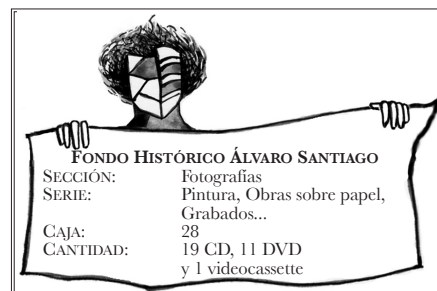 FONDO HISTÓRICO ÁLVARO SANTIAGO
SECCIÓN: Fotografías
SERIE: Pintura, Obras sobre papel,
Grabados...
CAJA: 28
CANTIDAD: 19 CD, 11 DVD
y 1 videocassette